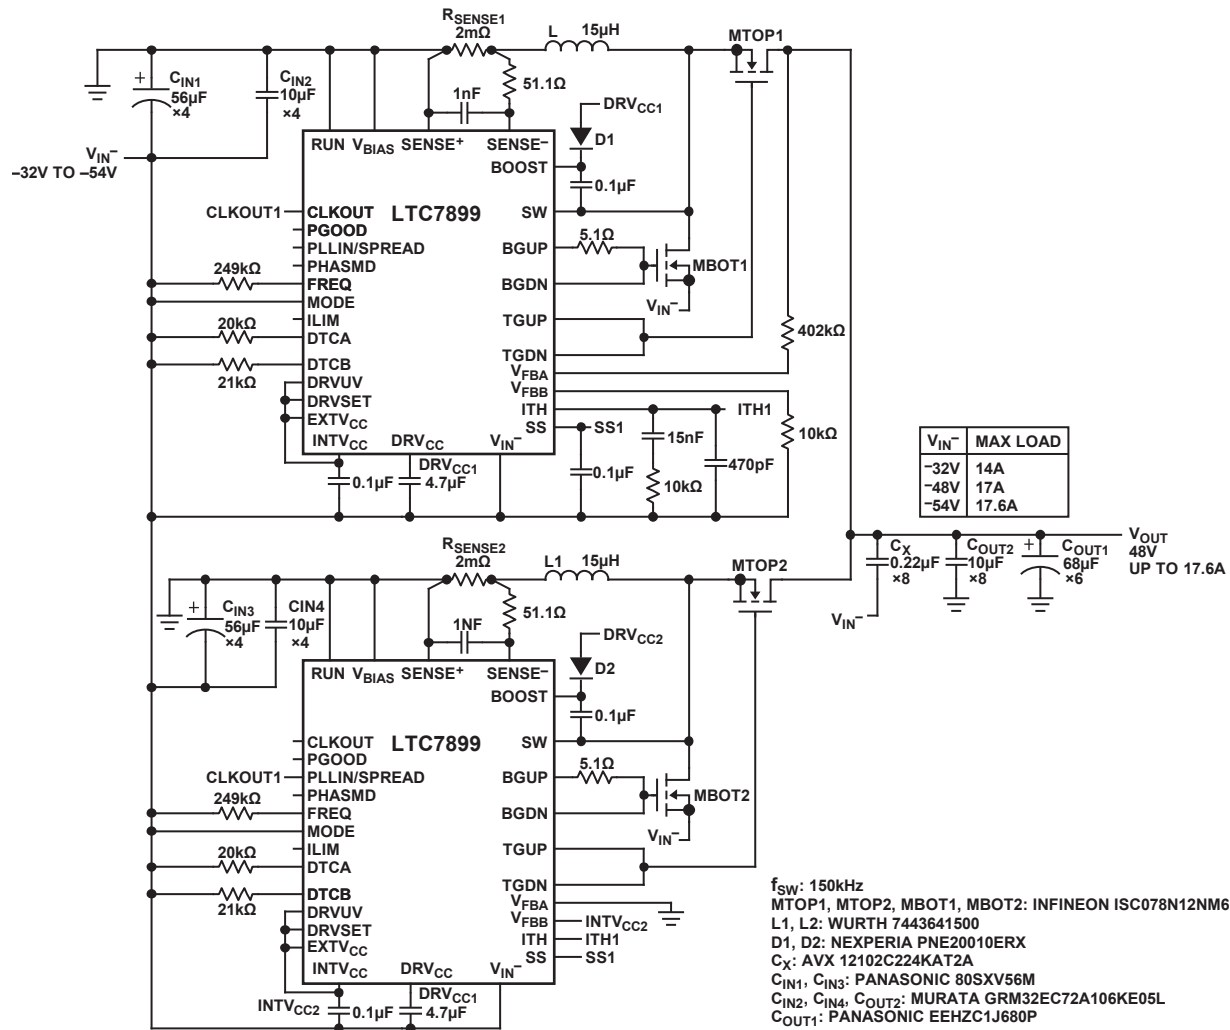 RSENSE1
2mΩ
L 15µH
MTOP1
+
CIN1
56µF
×4
CIN2
10µF
×4
51.1Ω
1nF
DRVCC1
D1
VIN–
–32V TO –54V
RUN VBIAS SENSE+ SENSE–
BOOST
0.1µF
CLKOUT1
CLKOUT
LTC7899
SW
PGOOD
PLLIN/SPREAD
BGUP
5.1Ω
MBOT1
PHASMD
249kΩ
FREQ
BGDN
MODE
VIN–
ILIM
TGUP
20kΩ
DTCA
402kΩ
TGDN
DTCB
21kΩ
VFBA
DRVUV
VFBB
DRVSET
ITH
ITH1
EXTVCC
SS
SS1
15nF
10kΩ
INTVCC DRVCC VIN–
DRVCC1
0.1µF
4.7µF
0.1µF
10kΩ
470pF
VIN– MAX LOAD
–32V 14A
–48V 17A
–54V 17.6A
VOUT
48V
UP TO 17.6A
CX
0.22µF
×8
COUT2
10µF
×8
+
COUT1
68µF
×6
VIN–
RSENSE2
2mΩ
L1 15µH
MTOP2
+
CIN3
56µF
×4
CIN4
10µF
×4
51.1Ω
1NF
DRVCC2
D2
RUN VBIAS SENSE+ SENSE–
BOOST
0.1µF
CLKOUT
LTC7899
SW
PGOOD
CLKOUT1
PLLIN/SPREAD
BGUP
5.1Ω
MBOT2
PHASMD
249kΩ
FREQ
BGDN
MODE
VIN–
ILIM
TGUP
20kΩ
DTCA
TGDN
DTCB
21kΩ
VFBA
DRVUV
VFBB
INTVCC2
DRVSET
ITH
ITH1
EXTVCC
SS
SS1
INTVCC DRVCC VIN–
DRVCC1
INTVCC2
0.1µF
4.7µF
fSW: 150kHz
MTOP1, MTOP2, MBOT1, MBOT2: INFINEON ISC078N12NM6
L1, L2: WURTH 7443641500
D1, D2: NEXPERIA PNE20010ERX
CX: AVX 12102C224KAT2A
CIN1, CIN3: PANASONIC 80SXV56M
CIN2, CIN4, COUT2: MURATA GRM32EC72A106KE05L
COUT1: PANASONIC EEHZC1J680P